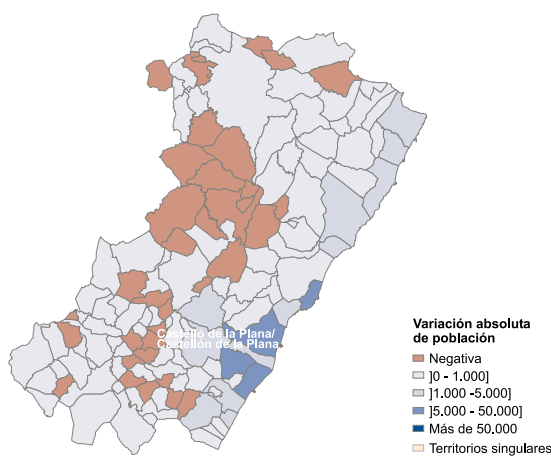 Castelló de la Plana/
Castellón de la Plana
Variación absoluta
de población
Negativa
]0 - 1.000]
]1.000 -5.000]
]5.000 - 50.000]
Más de 50.000
Territorios singulares